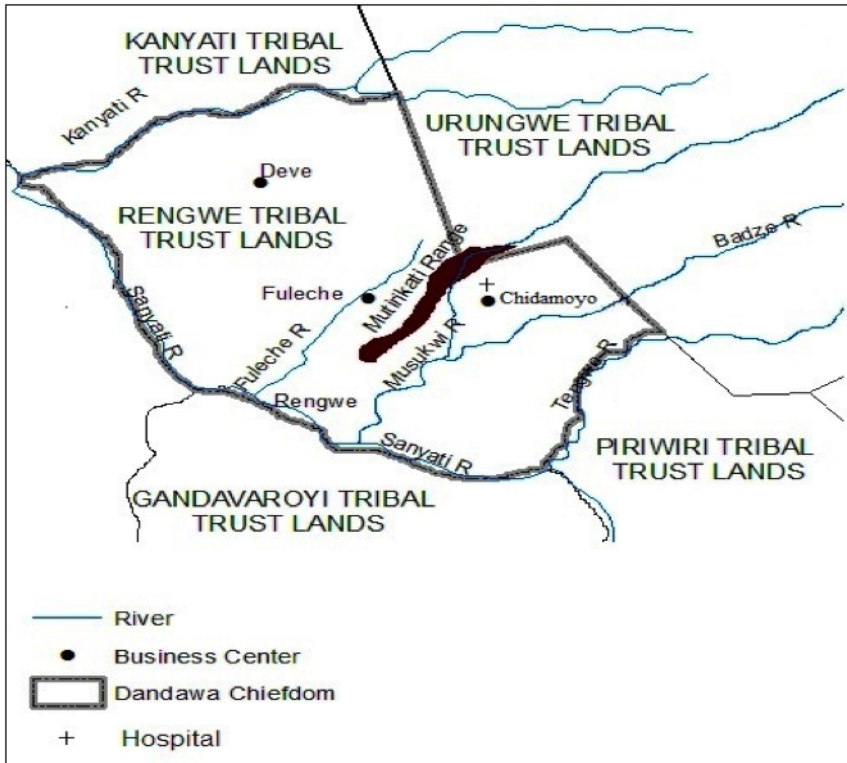 KANYATI TRIBAL
TRUST LANDS
Kanyati R
URUNGWE TRIBAL
TRUST LANDS
Deve
RENGWE TRIBAL
TRUST LANDS
Badze R
Mutirikati Range
Fuleche
Chidamoyo
Sanyati R
Fuleche R
Musukwi R
Tengwe R
Rengwe
Sanyati R
PIRIWIRI TRIBAL
TRUST LANDS
GANDAVAROYI TRIBAL
TRUST LANDS
River
Business Center
Dandawa Chiefdom
Hospital